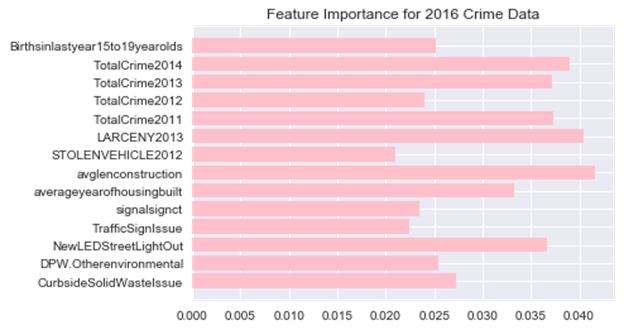 Feature Importance for 2016 Crime Data
Birthsinlastyear15to19yearolds
TotalCrime2014
TotalCrime2013
TotalCrime2012
TotalCrime2011
LARCENY2013
STOLENVEHICLE2012
avglenconstruction
averageyearofhousingbuilt
signalsignct
TrafficSignIssue
NewLEDStreetLightOut
DPW.Otherenvironmental
CurbsideSolidWasteIssue
0.000 0.005 0.010 0.015 0.020 0.025 0.030 0.035 0.040